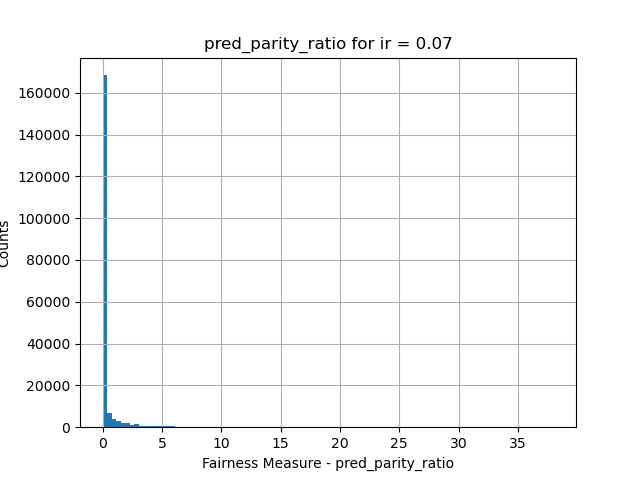 pred_parity_ratio for ir = 0.07
160000
140000
120000
100000
80000
60000
40000
20000
0
Counts
0 5 10 15 20 25 30 35
Fairness Measure - pred_parity_ratio